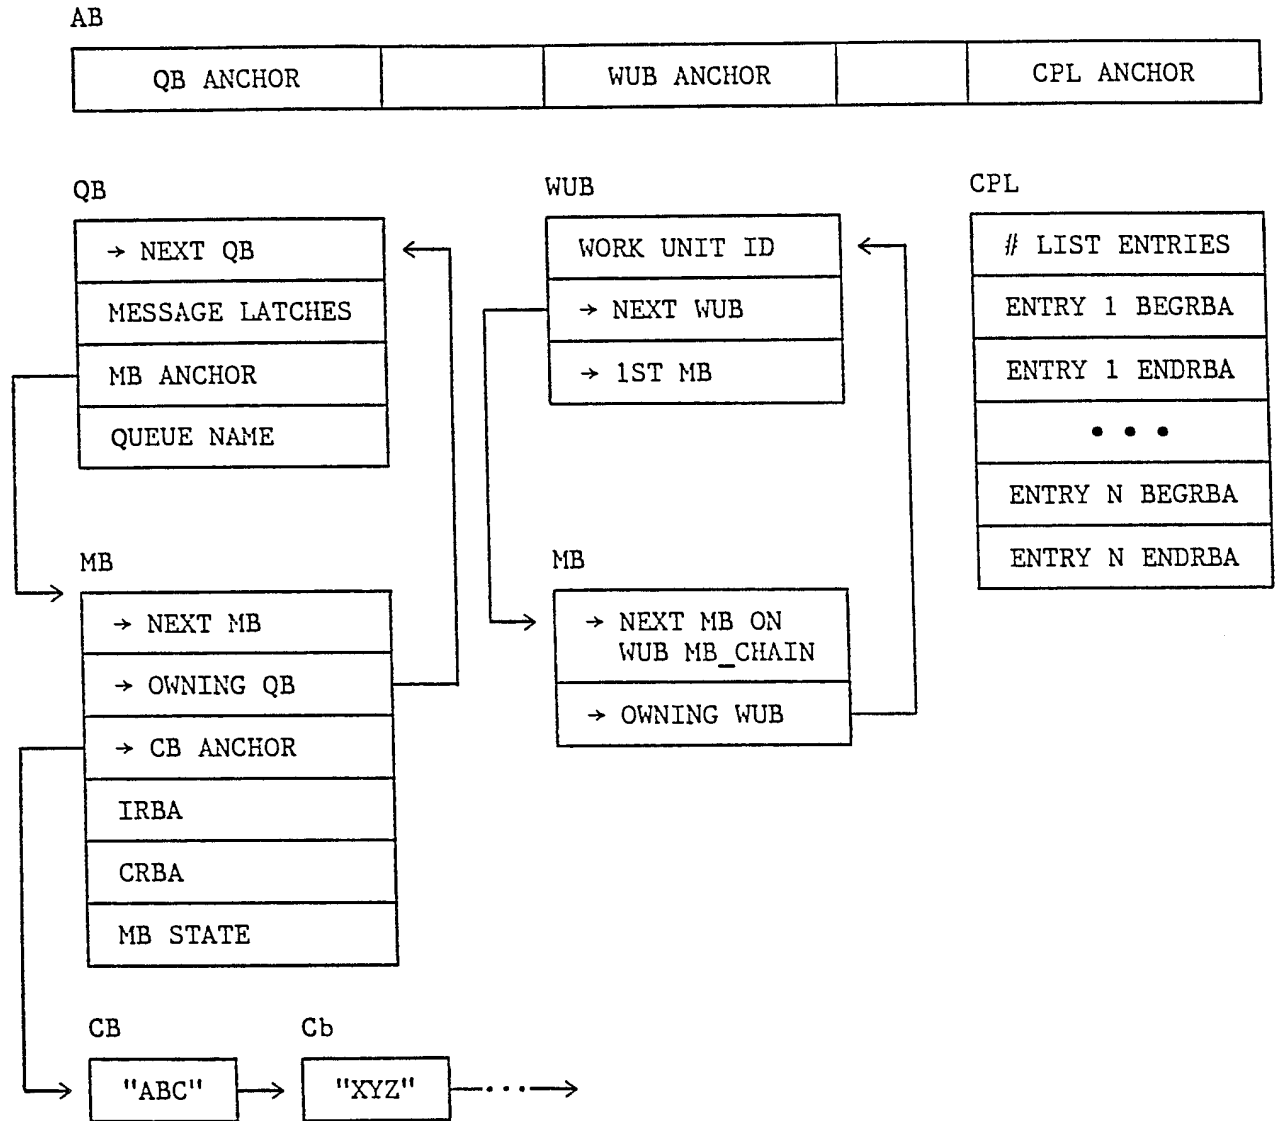 AB
QB ANCHOR
WUB ANCHOR
CPL ANCHOR
QB
→ NEXT QB
MESSAGE LATCHES
MB ANCHOR
QUEUE NAME
WUB
WORK UNIT ID
→ NEXT WUB
→ 1ST MB
CPL
# LIST ENTRIES
ENTRY 1 BEGRBA
ENTRY 1 ENDRBA
• • •
ENTRY N BEGRBA
ENTRY N ENDRBA
MB
→ NEXT MB
→ OWNING QB
→ CB ANCHOR
IRBA
CRBA
MB STATE
MB
→ NEXT MB ON
WUB MB_CHAIN
→ OWNING WUB
CB
"ABC"
Cb
"XYZ"